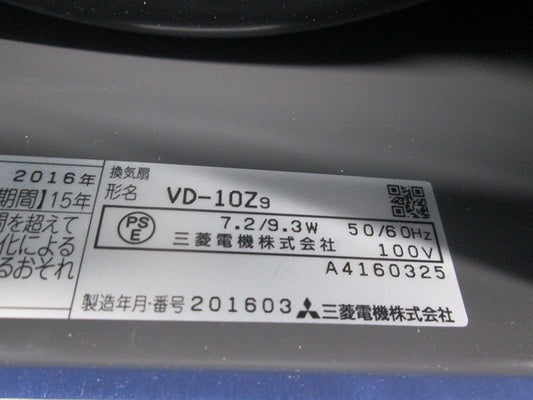 2016年
期間】15年
間を超えて
化による
るおそれ
換気扇
形名 VD-10Z9
PS E
7.2/9.3W 50/60Hz
三菱電機株式会社 100V
A4160325
製造年月・番号 201603 三菱電機株式会社